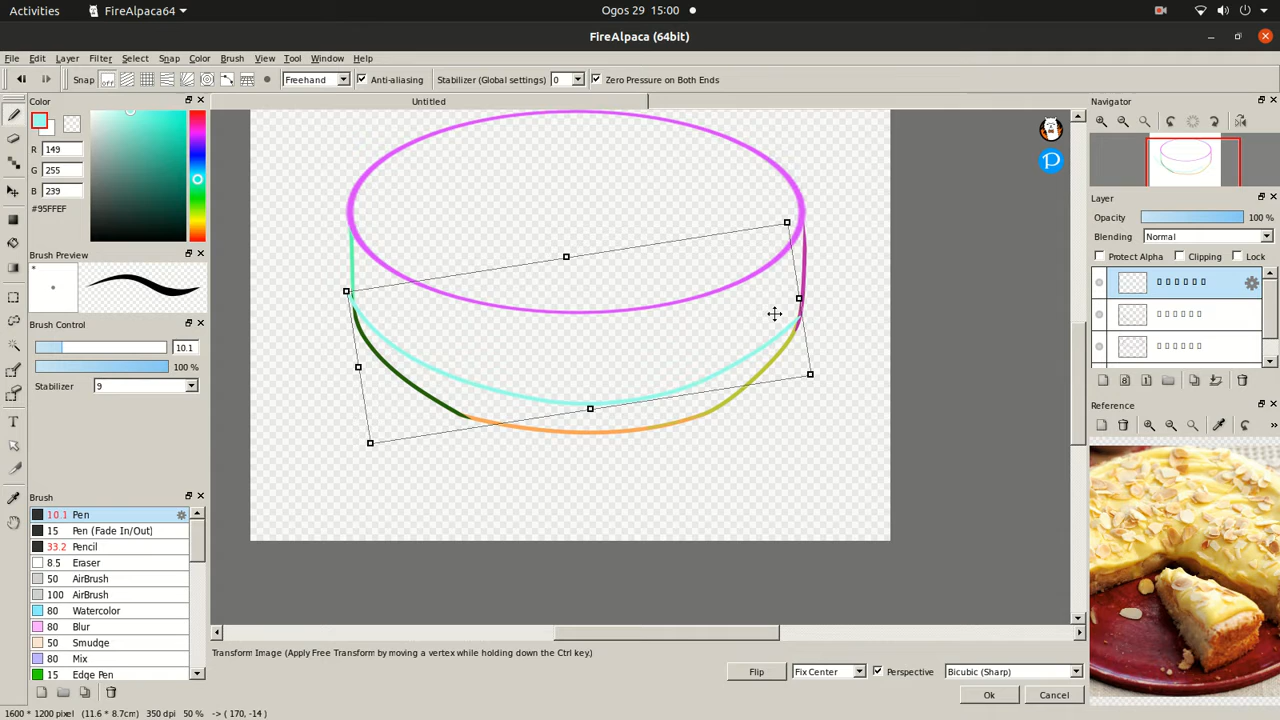 Activities FireAlpaca64 Ogos 29 15:00
FireAlpaca (64bit)
File Edit Layer Filter Select Snap Color Brush View Tool Window Help
Snap off Freehand Anti-aliasing Stabilizer (Global settings) 0 Zero Pressure on Both Ends
Color Untitled Navigator
R 149
G 255
B 239
#95FFEF
Layer
Opacity 100 %
Blending Normal
Protect Alpha Clipping Lock
Brush Preview
*
Brush Control
10.1
100 %
Stabilizer 9
8 1
Reference
»
T
Brush
10.1 Pen
15 Pen (Fade In/Out)
33.2 Pencil
8.5 Eraser
50 AirBrush
100 AirBrush
80 Watercolor
80 Blur
50 Smudge
80 Mix
15 Edge Pen
Transform Image (Apply Free Transform by moving a vertex while holding down the Ctrl key.)
Flip Fix Center Perspective Bicubic (Sharp)
Ok Cancel
1600 * 1200 pixel (11.6 * 8.7cm) 350 dpi 50 % -> ( 170, -14 )